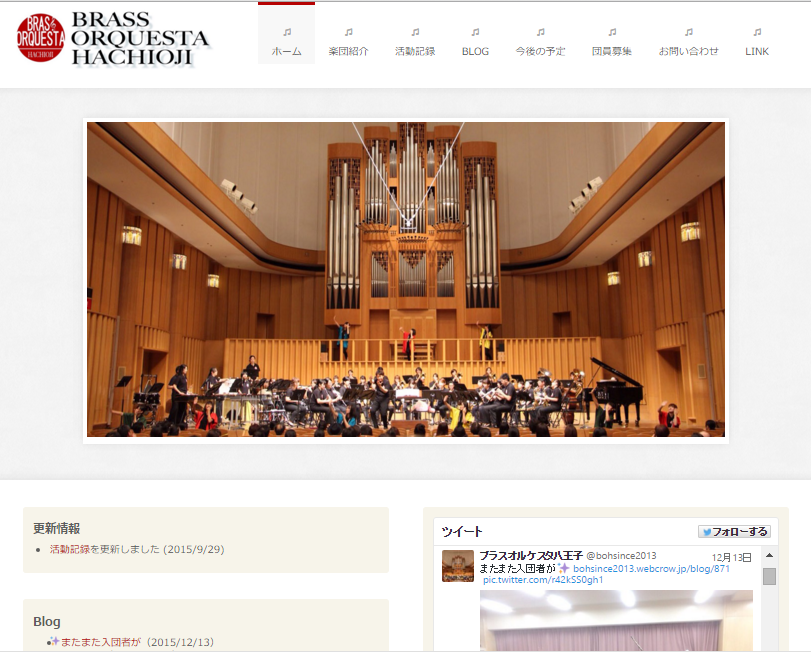 BRASS
ORQUESTA
HACHIOJI
BRASS
ORQUESTA
HACHIOJI
ホーム
楽団紹介
活動記録
BLOG
今後の予定
団員募集
お問い合わせ
LINK
更新情報
活動記録を更新しました (2015/9/29)
Blog
またまた入団者が（2015/12/13）
ツイート
フォローする
ブラスオルケスタ八王子 @bohsince2013
12月13日
またまた入団者が✨ bohsince2013.webcrow.jp/blog/871
pic.twitter.com/r42kSS0gh1